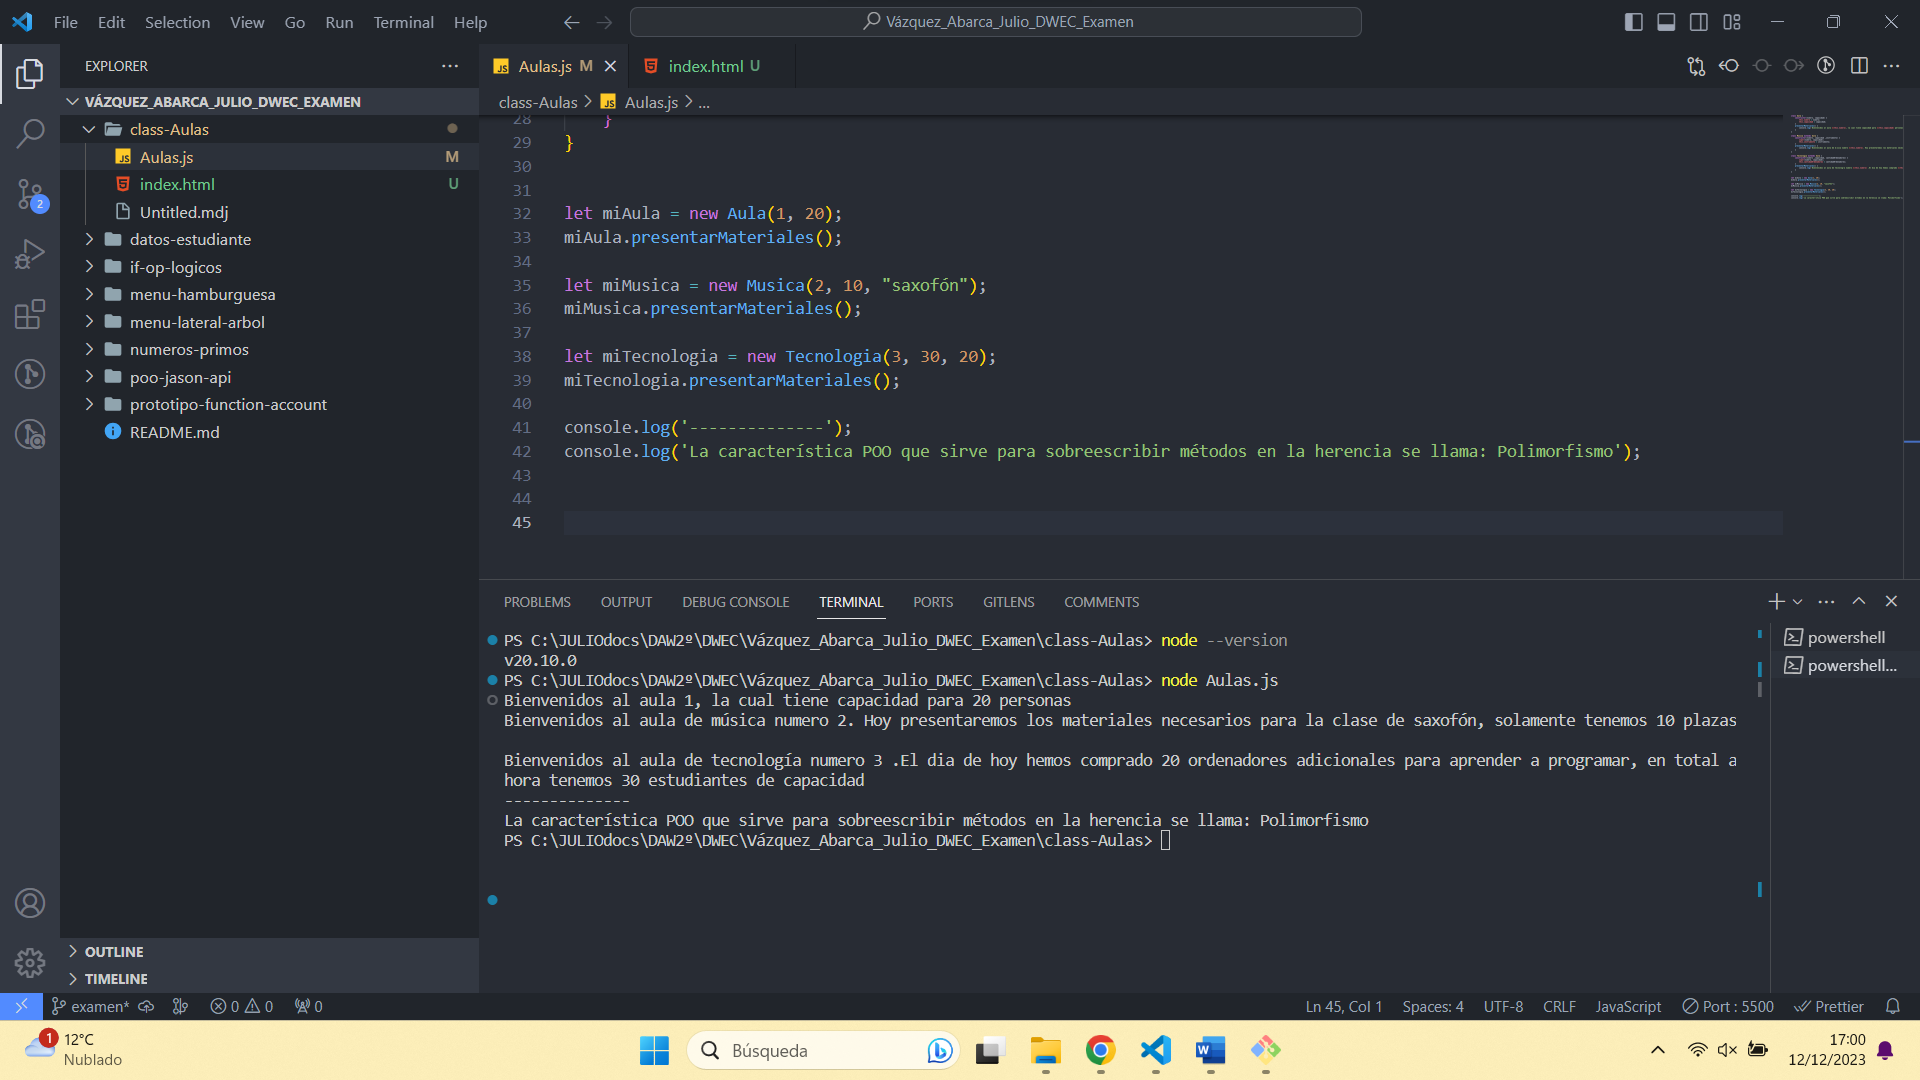 File Edit Selection View Go Run Terminal Help
Vázquez_Abarca_Julio_DWEC_Examen
EXPLORER
VÁZQUEZ_ABARCA_JULIO_DWEC_EXAMEN
class-Aulas
Aulas.js M
index.html U
Untitled.mdj
datos-estudiante
if-op-logicos
menu-hamburguesa
menu-lateral-arbol
numeros-primos
poo-jason-api
prototipo-function-account
README.md
2
OUTLINE
TIMELINE
Aulas.js M
index.html U
class-Aulas > Aulas.js > ...
28 }
29 }
30
31
32 let miAula = new Aula(1, 20);
33 miAula.presentarMateriales();
34
35 let miMusica = new Musica(2, 10, "saxofón");
36 miMusica.presentarMateriales();
37
38 let miTecnologia = new Tecnologia(3, 30, 20);
39 miTecnologia.presentarMateriales();
40
41 console.log('--------------');
42 console.log('La característica POO que sirve para sobreescribir métodos en la herencia se llama: Polimorfismo');
43
44
45
PROBLEMS OUTPUT DEBUG CONSOLE TERMINAL PORTS GITLENS COMMENTS
PS C:\JULIOdocs\DAW2º\DWEC\Vázquez_Abarca_Julio_DWEC_Examen\class-Aulas> node --version
v20.10.0
PS C:\JULIOdocs\DAW2º\DWEC\Vázquez_Abarca_Julio_DWEC_Examen\class-Aulas> node Aulas.js
Bienvenidos al aula 1, la cual tiene capacidad para 20 personas
Bienvenidos al aula de música numero 2. Hoy presentaremos los materiales necesarios para la clase de saxofón, solamente tenemos 10 plazas
Bienvenidos al aula de tecnología numero 3 .El dia de hoy hemos comprado 20 ordenadores adicionales para aprender a programar, en total a
hora tenemos 30 estudiantes de capacidad
--------------
La característica POO que sirve para sobreescribir métodos en la herencia se llama: Polimorfismo
PS C:\JULIOdocs\DAW2º\DWEC\Vázquez_Abarca_Julio_DWEC_Examen\class-Aulas>
powershell
powershell...
examen* 0 0 0
Ln 45, Col 1 Spaces: 4 UTF-8 CRLF JavaScript Port : 5500 Prettier
1 12°C
Nublado
Búsqueda
17:00
12/12/2023